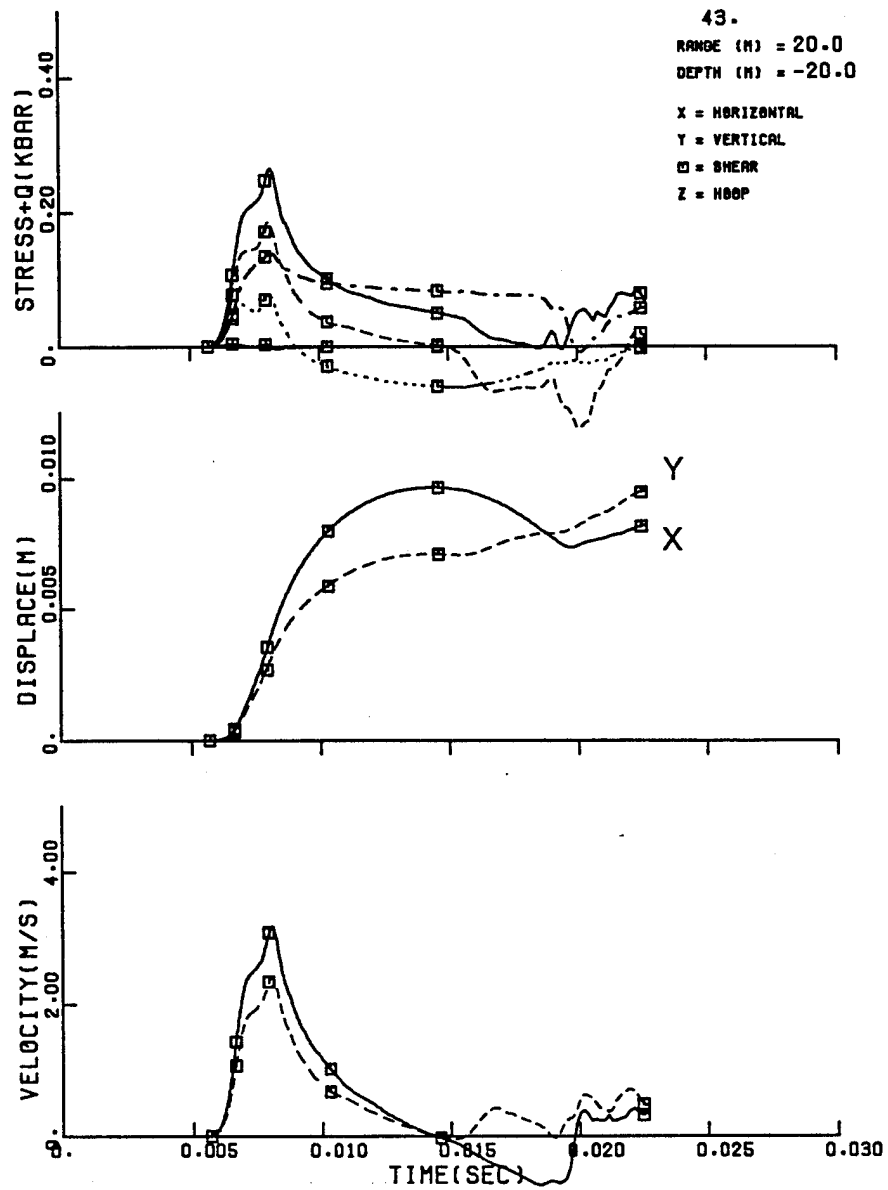 43.
RANGE (M) = 20.0
DEPTH (M) = -20.0
X = HORIZONTAL
Y = VERTICAL
□ = SHEAR
Z = HOOP
STRESS+Q(KBAR)
0.40
0.20
0.
DISPLACE(M)
0.010
0.005
0.
Y
X
VELOCITY(M/S)
4.00
2.00
0.
0.
0.005
0.010
0.015
0.020
0.025
0.030
TIME(SEC)